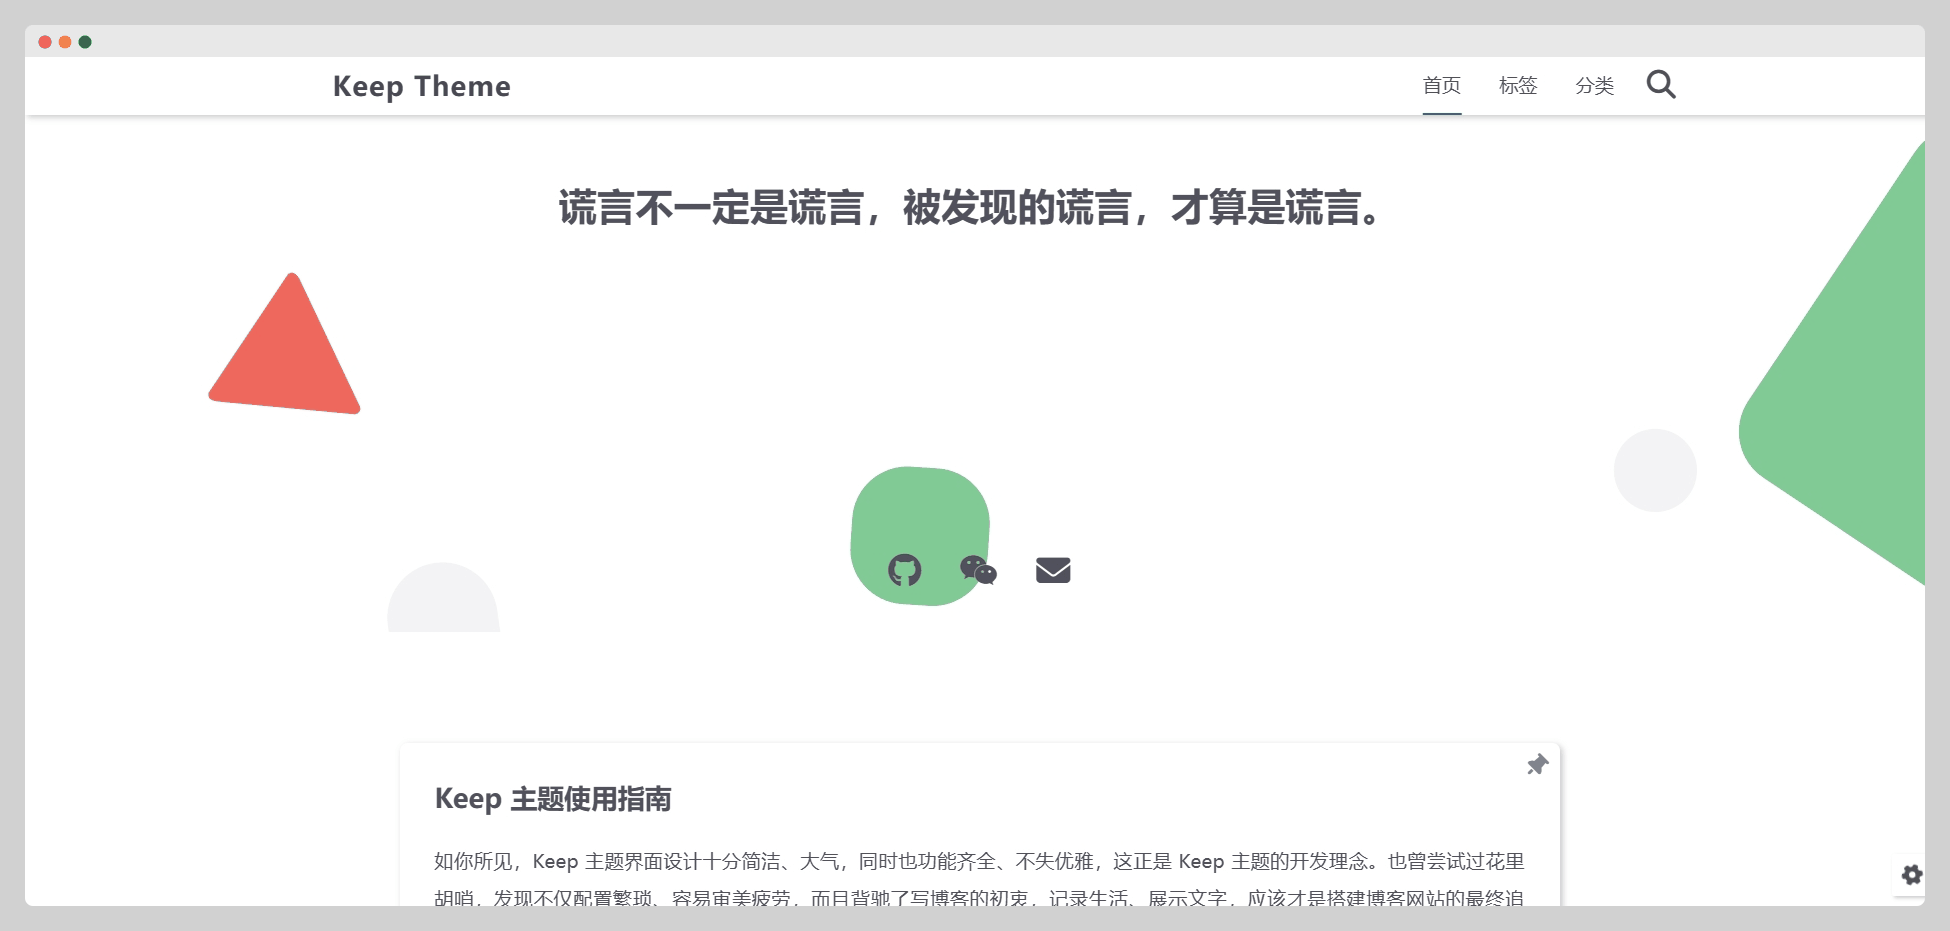 Keep Theme
首页 标签 分类
谎言不一定是谎言，被发现的谎言，才算是谎言。
Keep 主题使用指南
如你所见，Keep 主题界面设计十分简洁、大气，同时也功能齐全、不失优雅，这正是 Keep 主题的开发理念。也曾尝试过花里
胡哨，发现不仅配置繁琐、容易审美疲劳，而且背驰了写博客的初衷，记录生活、展示文字，应该才是搭建博客网站的最终追